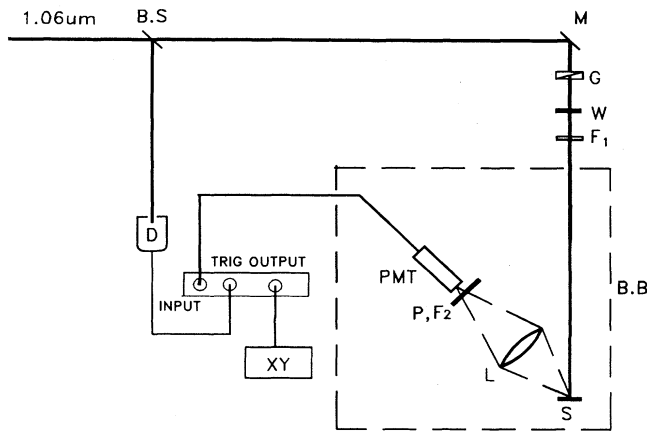 1.06um
B.S
M
G
W
F1
D
TRIG OUTPUT
INPUT
PMT
P,F2
B.B
XY
L
S